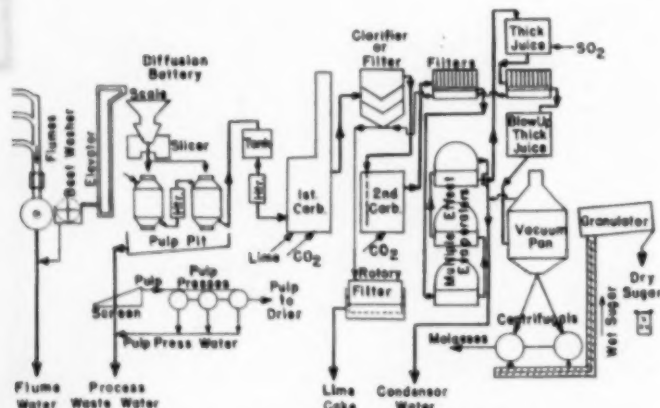 Diffusion
Battery
Scale
Slicer
Flumes
Beet Washer
Elevator
Htr.
Pulp Pit
Tank
Htr.
1st.
Carb.
Lime
CO2
Clarifier
or
Filter
2nd
Carb.
CO2
Rotary
Filter
Filters
Multiple Effect
Evaporators
Thick
Juice
SO2
BlowUp
Thick
Juice
Vacuum
Pan
Granulator
Dry
Sugar
Wet Sugar
Centrifugals
Molasses
Pulp
Screen
Pulp
Presses
Pulp
to
Drier
Pulp Press Water
Flume
Water
Process
Waste Water
Lime
Cake
Condensor
Water